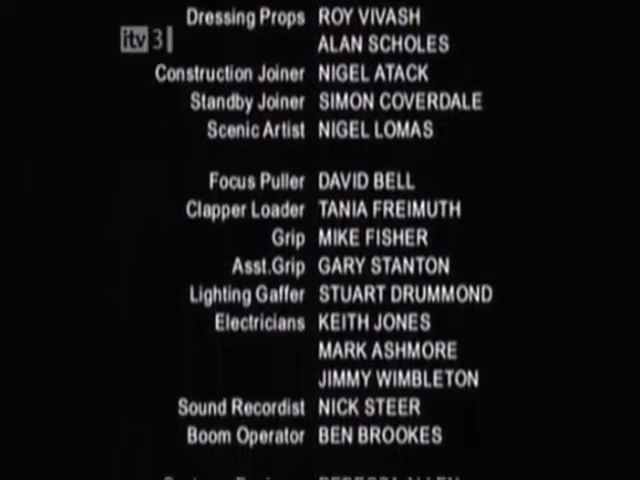 Dressing Props ROY VIVASH
itv3
ALAN SCHOLES
Construction Joiner NIGEL ATACK
Standby Joiner SIMON COVERDALE
Scenic Artist NIGEL LOMAS
Focus Puller DAVID BELL
Clapper Loader TANIA FREIMUTH
Grip MIKE FISHER
Asst.Grip GARY STANTON
Lighting Gaffer STUART DRUMMOND
Electricians KEITH JONES
MARK ASHMORE
JIMMY WIMBLETON
Sound Recordist NICK STEER
Boom Operator BEN BROOKES